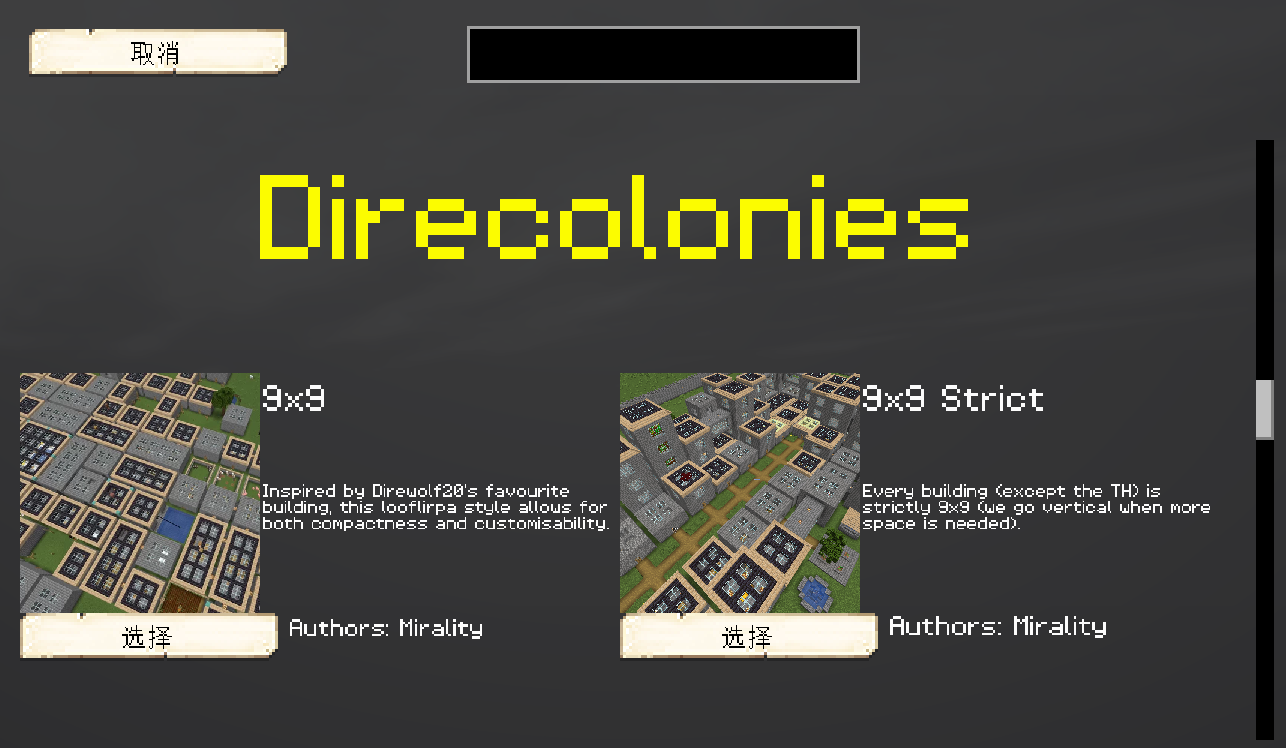 取消
Direcolonies
9x9
Inspired by Direwolf20's favourite
building, this looflirpa style allows for
both compactness and customisability.
选择
Authors: Mirality
9x9 Strict
Every building (except the TH) is
strictly 9x9 (we go vertical when more
space is needed).
选择
Authors: Mirality